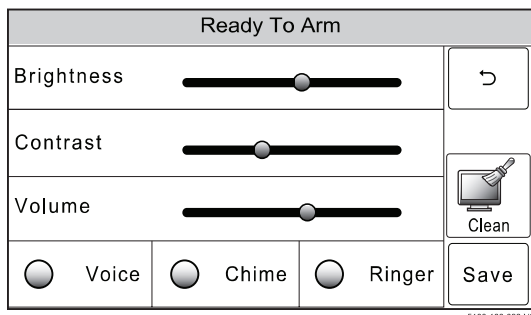 Ready To Arm
Brightness
Contrast
Volume
Clean
Voice
Chime
Ringer
Save